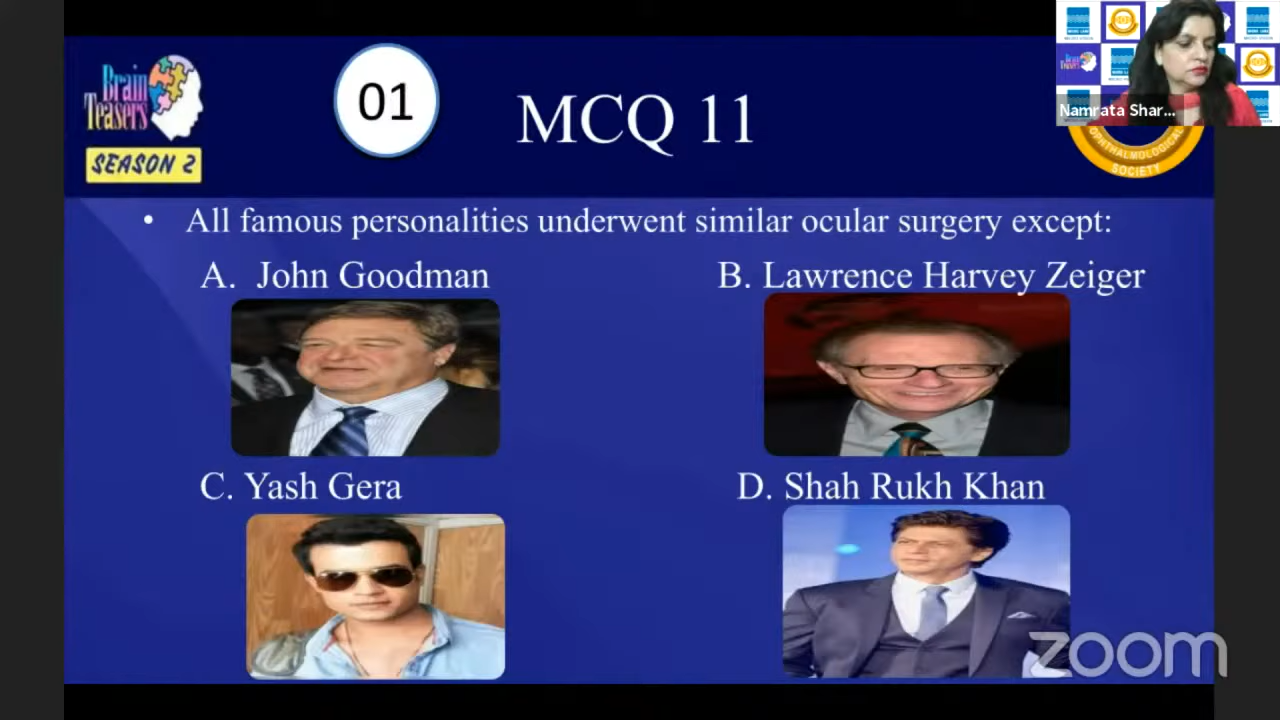 Brain
Teasers
SEASON 2
01
MCQ 11
Namrata Shar...
OPHTHALMOLOGICAL
SOCIETY
• All famous personalities underwent similar ocular surgery except:
A. John Goodman
B. Lawrence Harvey Zeiger
C. Yash Gera
D. Shah Rukh Khan
zoom